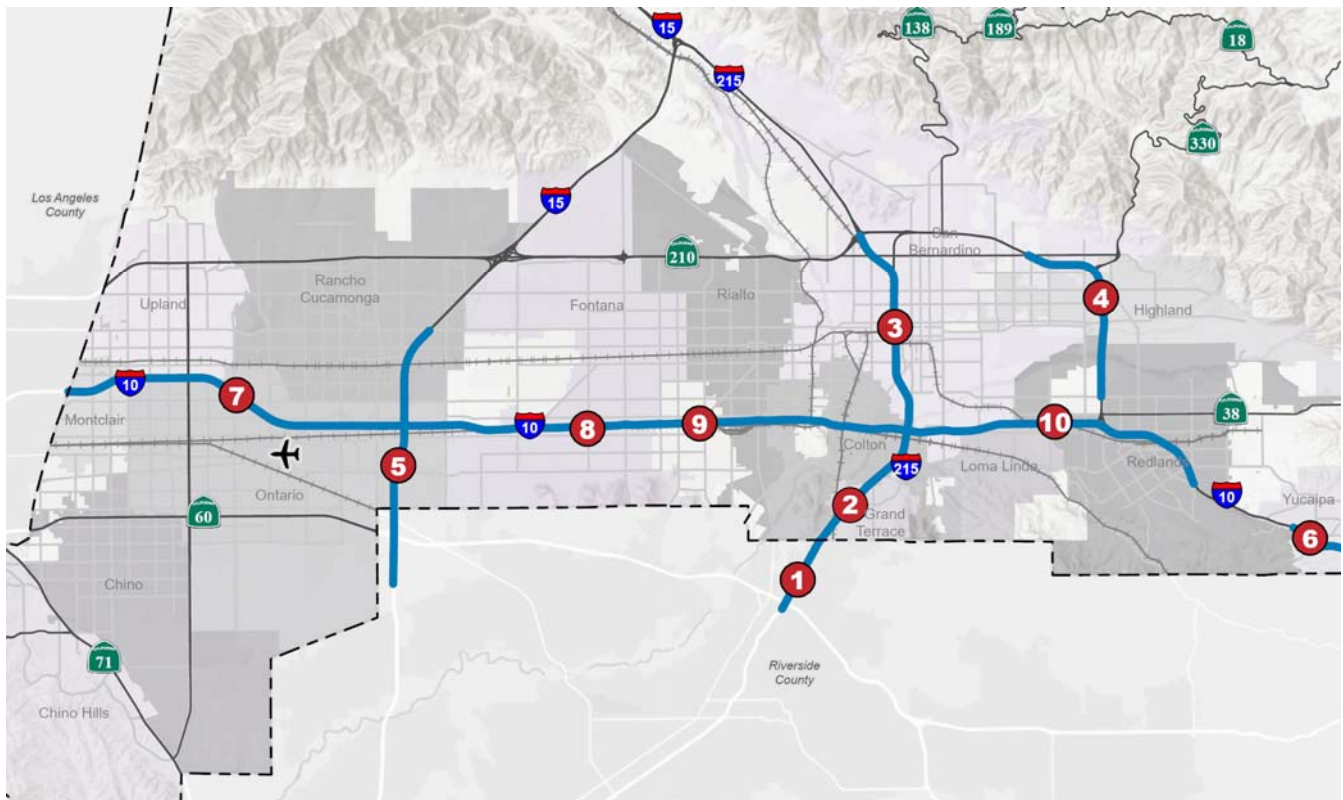 15
138
189
18
215
330
Los Angeles
County
15
San
Bernardino
210
Rancho
Cucamonga
Upland
Fontana
Rialto
4
Highland
3
10
7
Montclair
10
8
9
10
38
Colton
Loma Linda
Redlands
5
215
10
Ontario
Yucaipa
60
2
Grand
Terrace
6
Chino
1
71
Riverside
County
Chino Hills